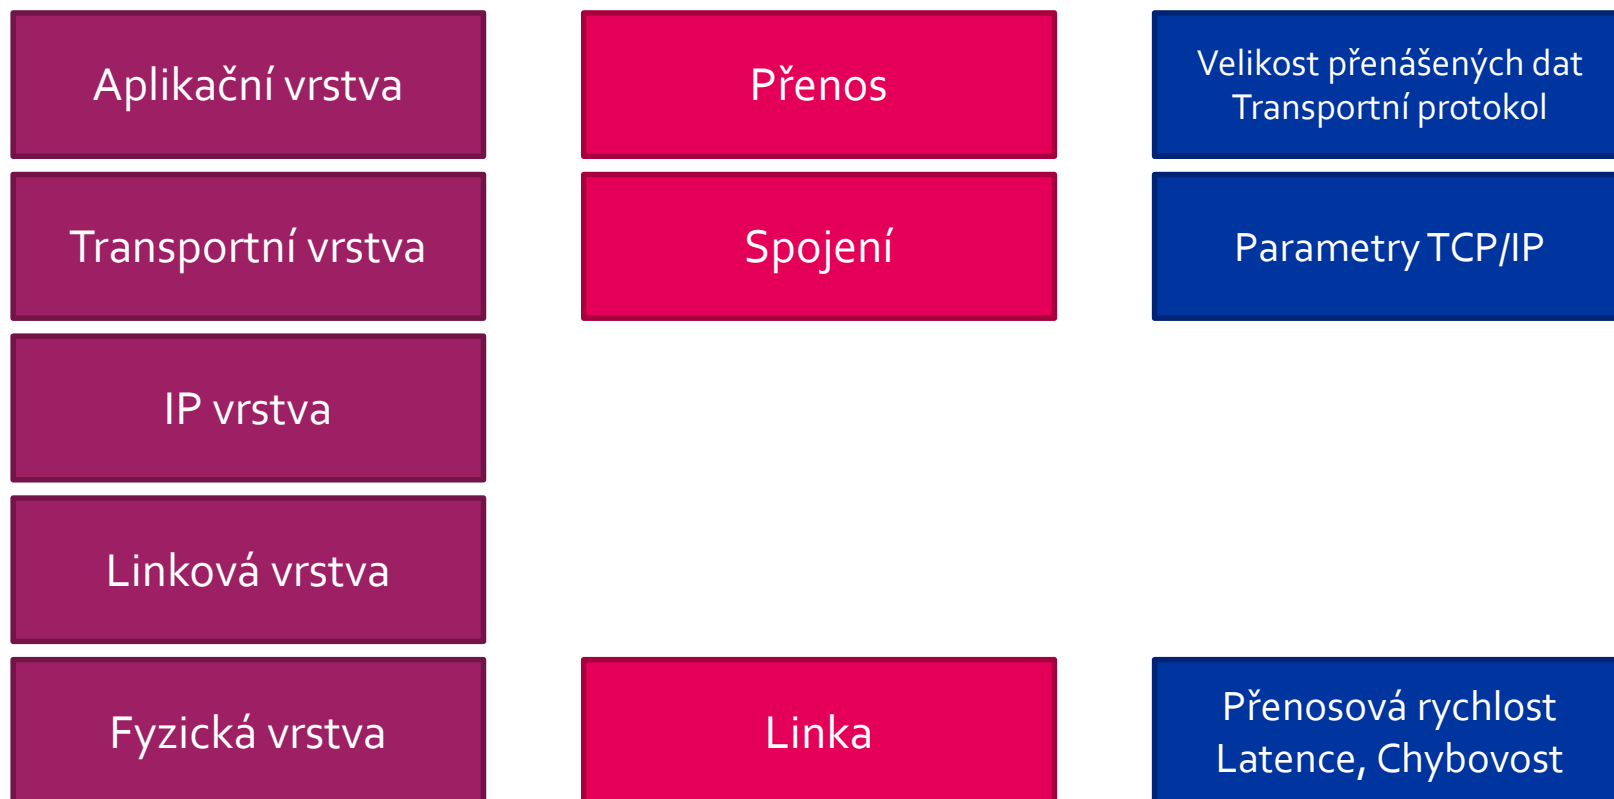 Aplikační vrstva
Přenos
Velikost přenášených dat
Transportní protokol
Transportní vrstva
Spojení
Parametry TCP/IP
IP vrstva
Linková vrstva
Fyzická vrstva
Linka
Přenosová rychlost
Latence, Chybovost